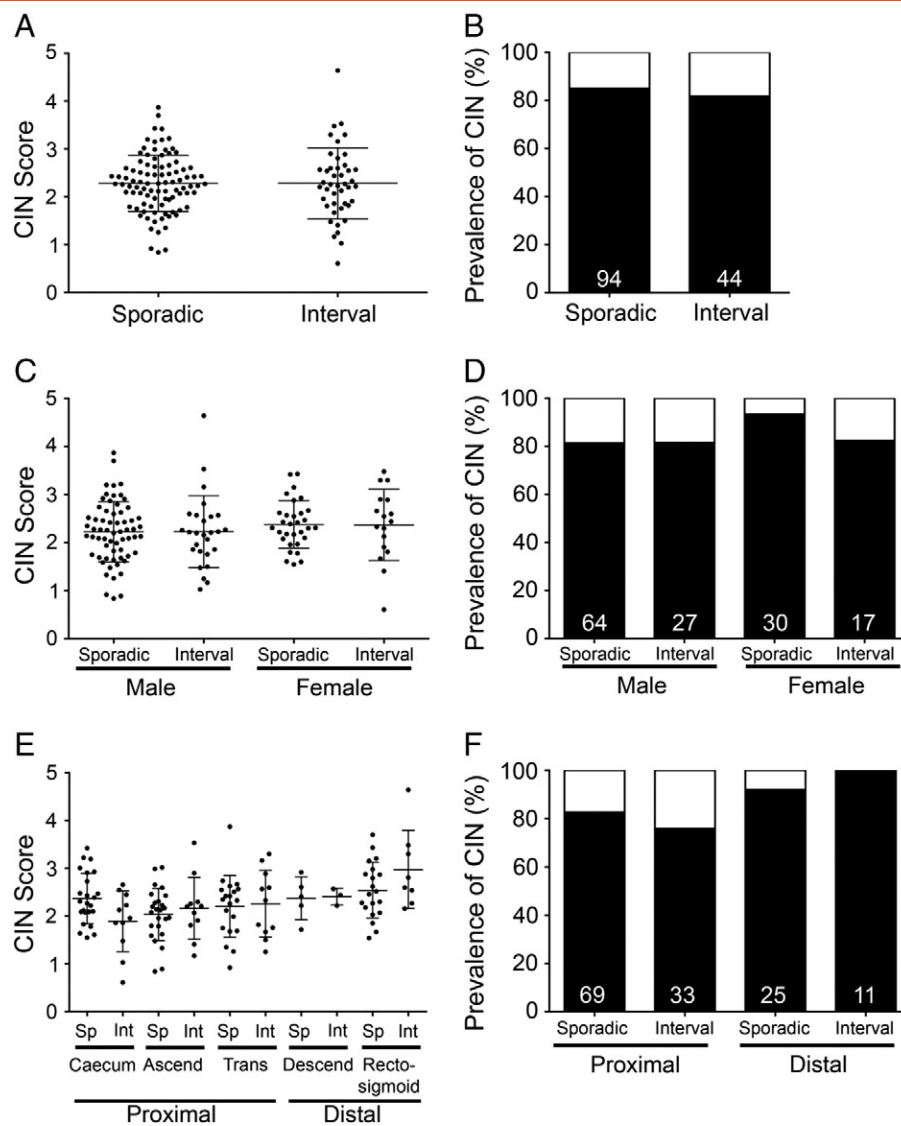 A
CIN Score
5
4
3
2
1
0
Sporadic
Interval
B
Prevalence of CIN (%)
100
80
60
40
20
0
94
44
Sporadic
Interval
C
CIN Score
5
4
3
2
1
0
Sporadic
Interval
Sporadic
Interval
Male
Female
D
Prevalence of CIN (%)
100
80
60
40
20
0
64
27
30
17
Sporadic
Interval
Sporadic
Interval
Male
Female
E
CIN Score
5
4
3
2
1
0
Sp
Int
Sp
Int
Sp
Int
Sp
Int
Sp
Int
Caecum
Ascend
Trans
Descend
Recto-
sigmoid
Proximal
Distal
F
Prevalence of CIN (%)
100
80
60
40
20
0
69
33
25
11
Sporadic
Interval
Sporadic
Interval
Proximal
Distal